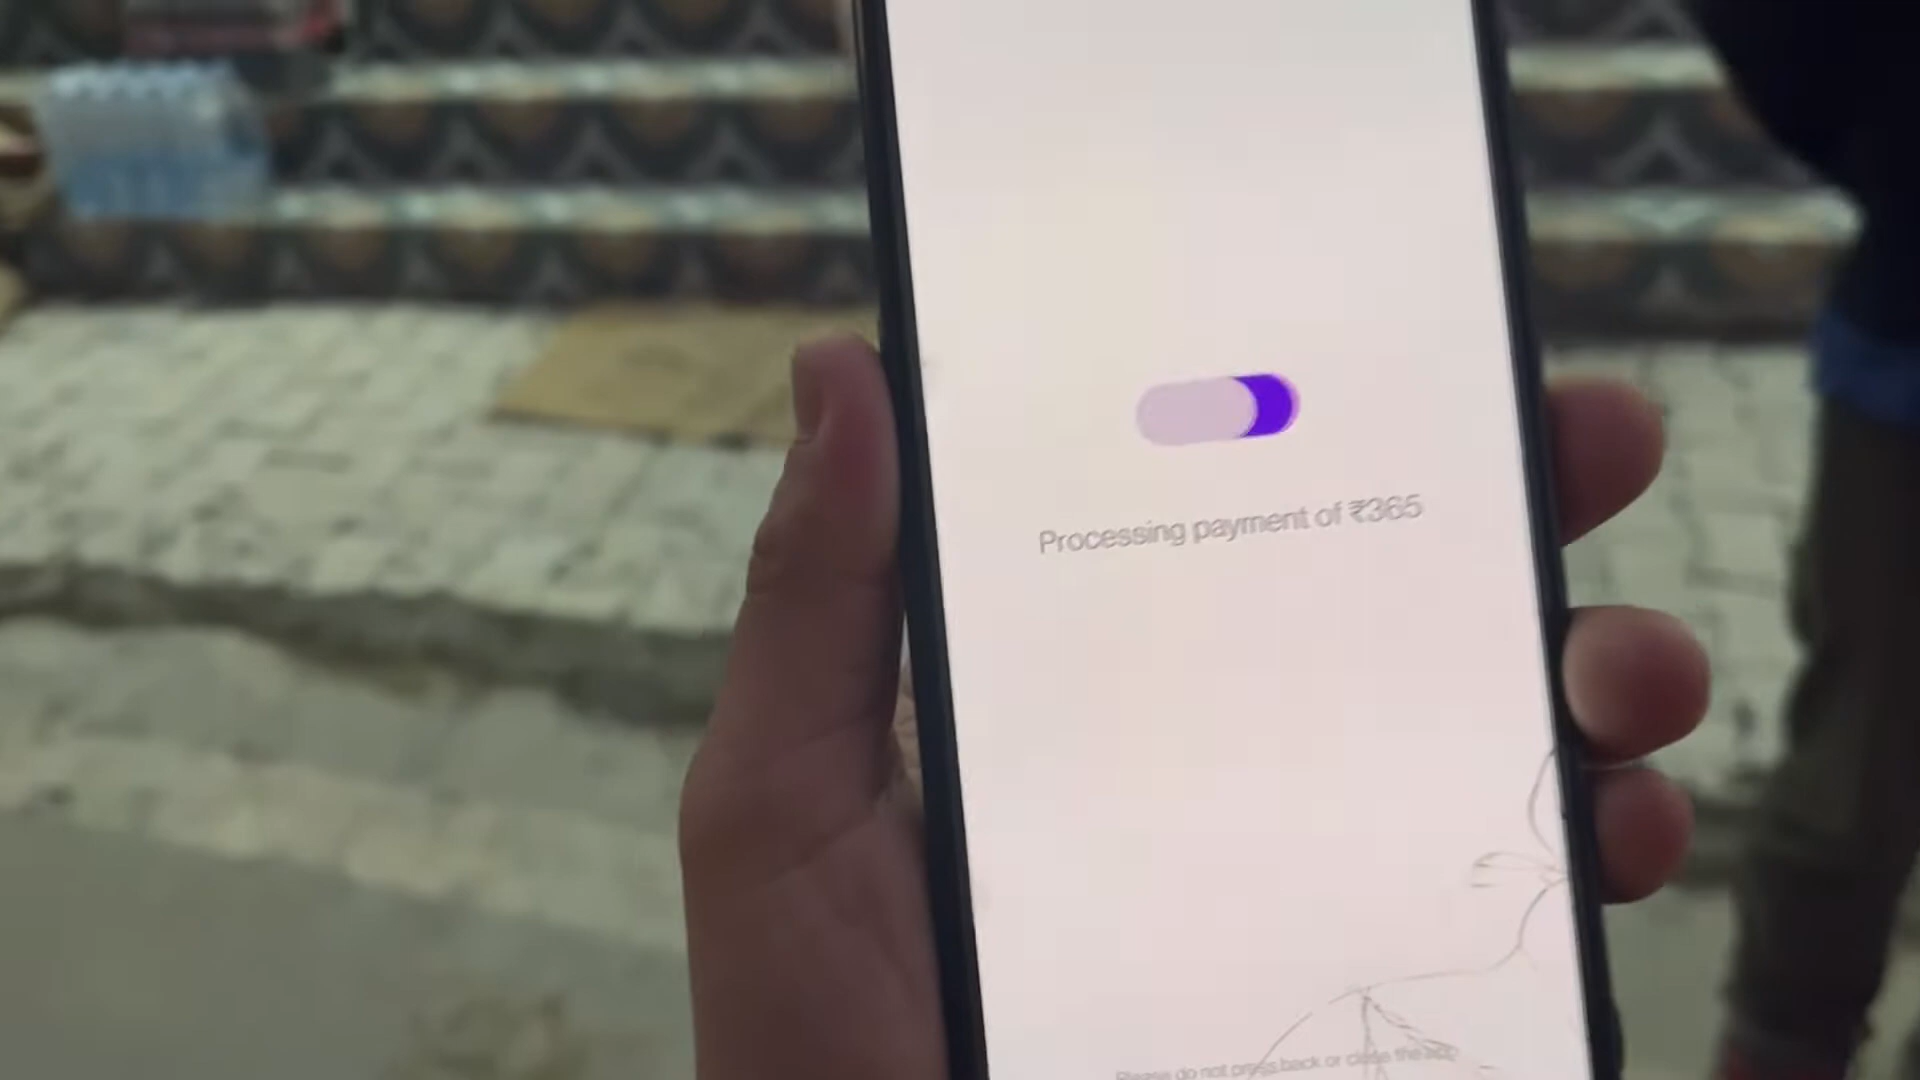 Processing payment of ₹365
Please do not press back or close the app